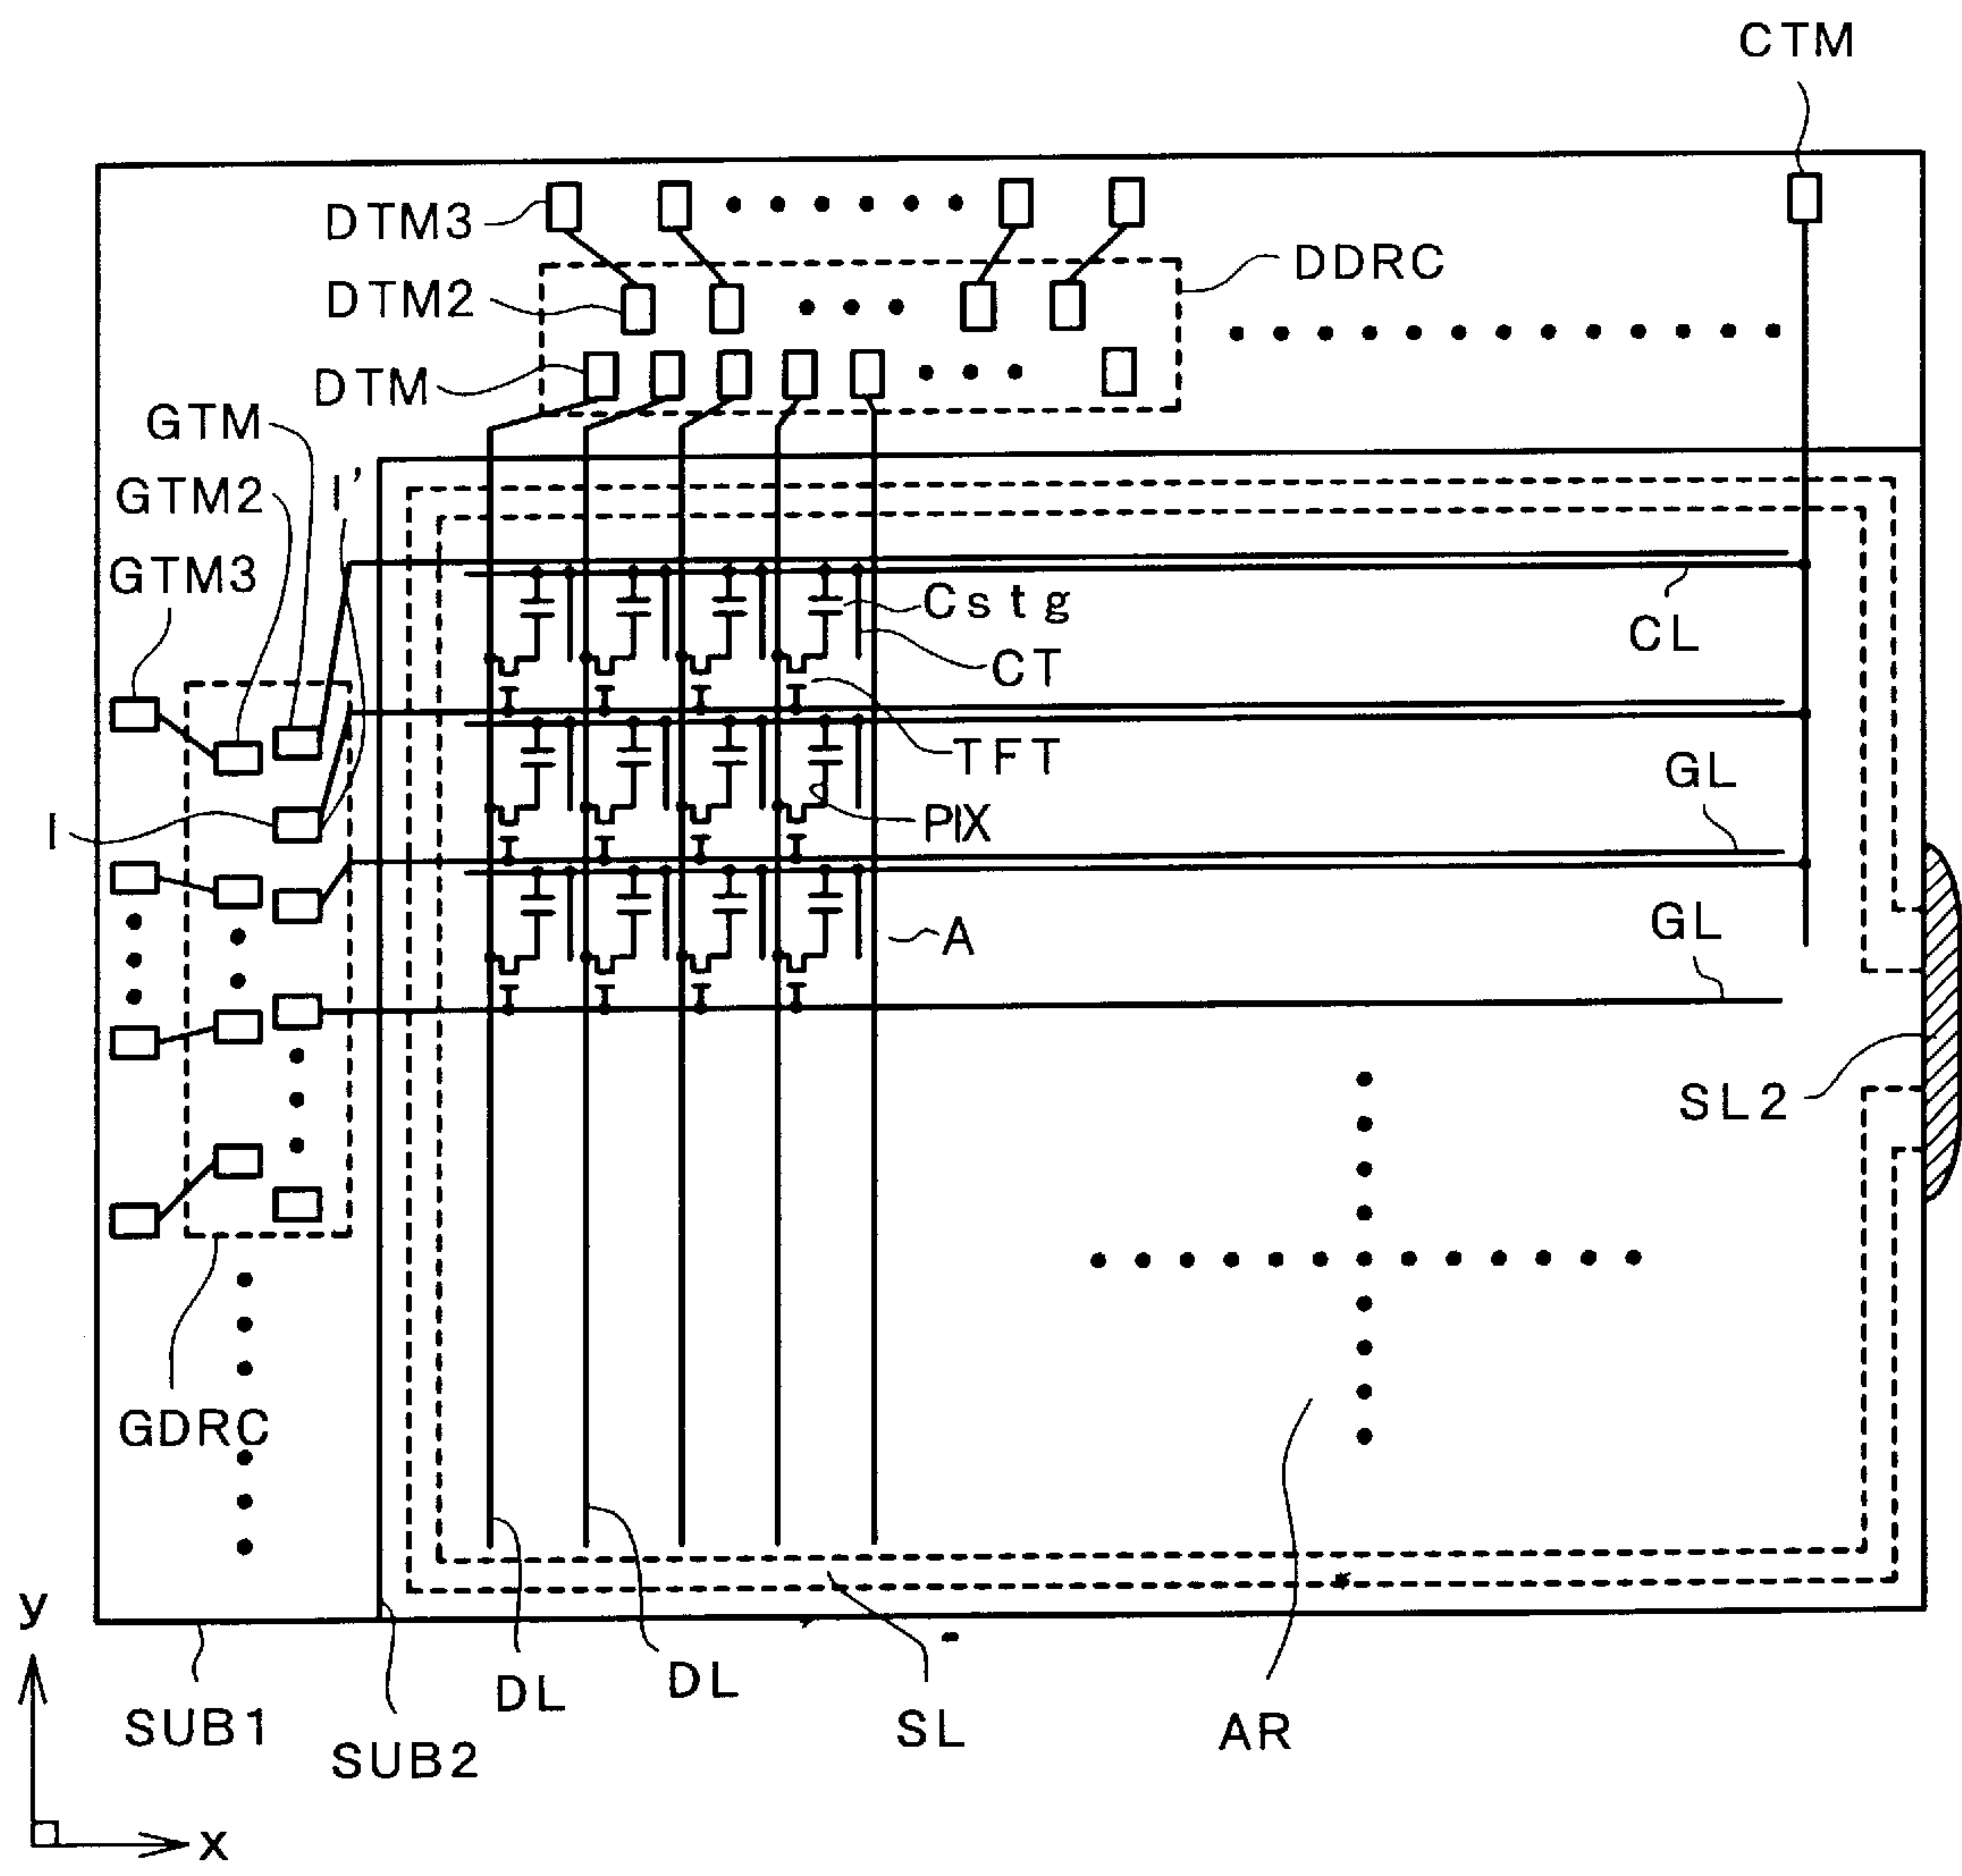 CTM
DTM3
DDRC
DTM2
DTM
GTM
I'
GTM2
GTM3
Cstg
CL
CT
TFT
GL
PIX
I
GL
A
SL2
GDRC
y
DL
DL
SL
AR
SUB1
SUB2
x